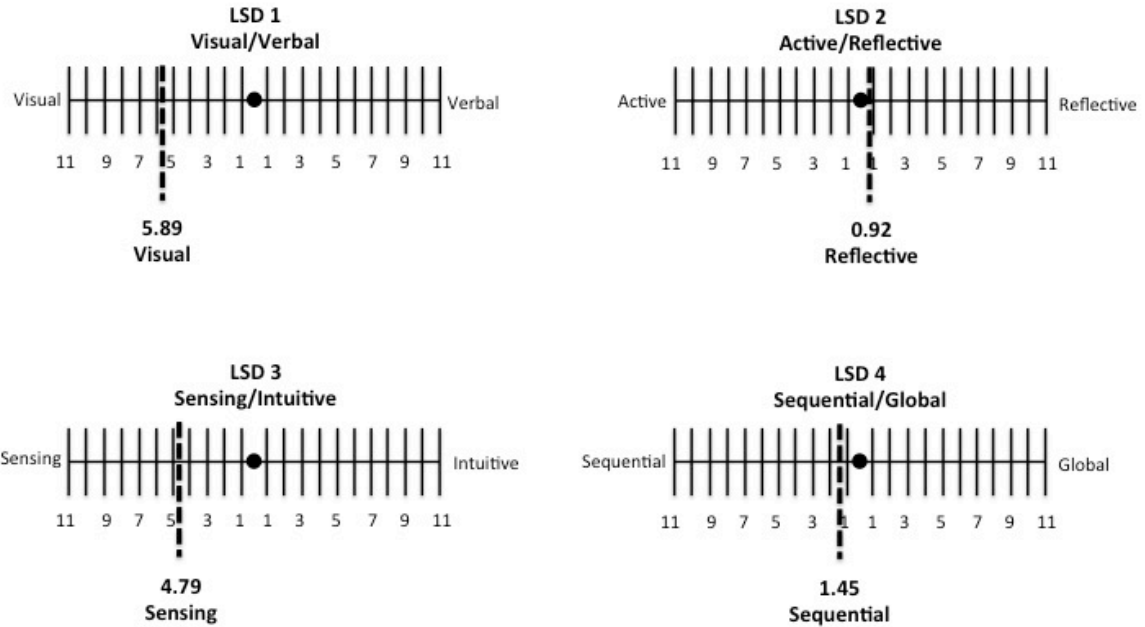 LSD 1
Visual/Verbal
Visual
Verbal
11 9 7 5 3 1 1 3 5 7 9 11
5.89
Visual
LSD 2
Active/Reflective
Active
Reflective
11 9 7 5 3 1 1 3 5 7 9 11
0.92
Reflective
LSD 3
Sensing/Intuitive
Sensing
Intuitive
11 9 7 5 3 1 1 3 5 7 9 11
4.79
Sensing
LSD 4
Sequential/Global
Sequential
Global
11 9 7 5 3 1 1 3 5 7 9 11
1.45
Sequential